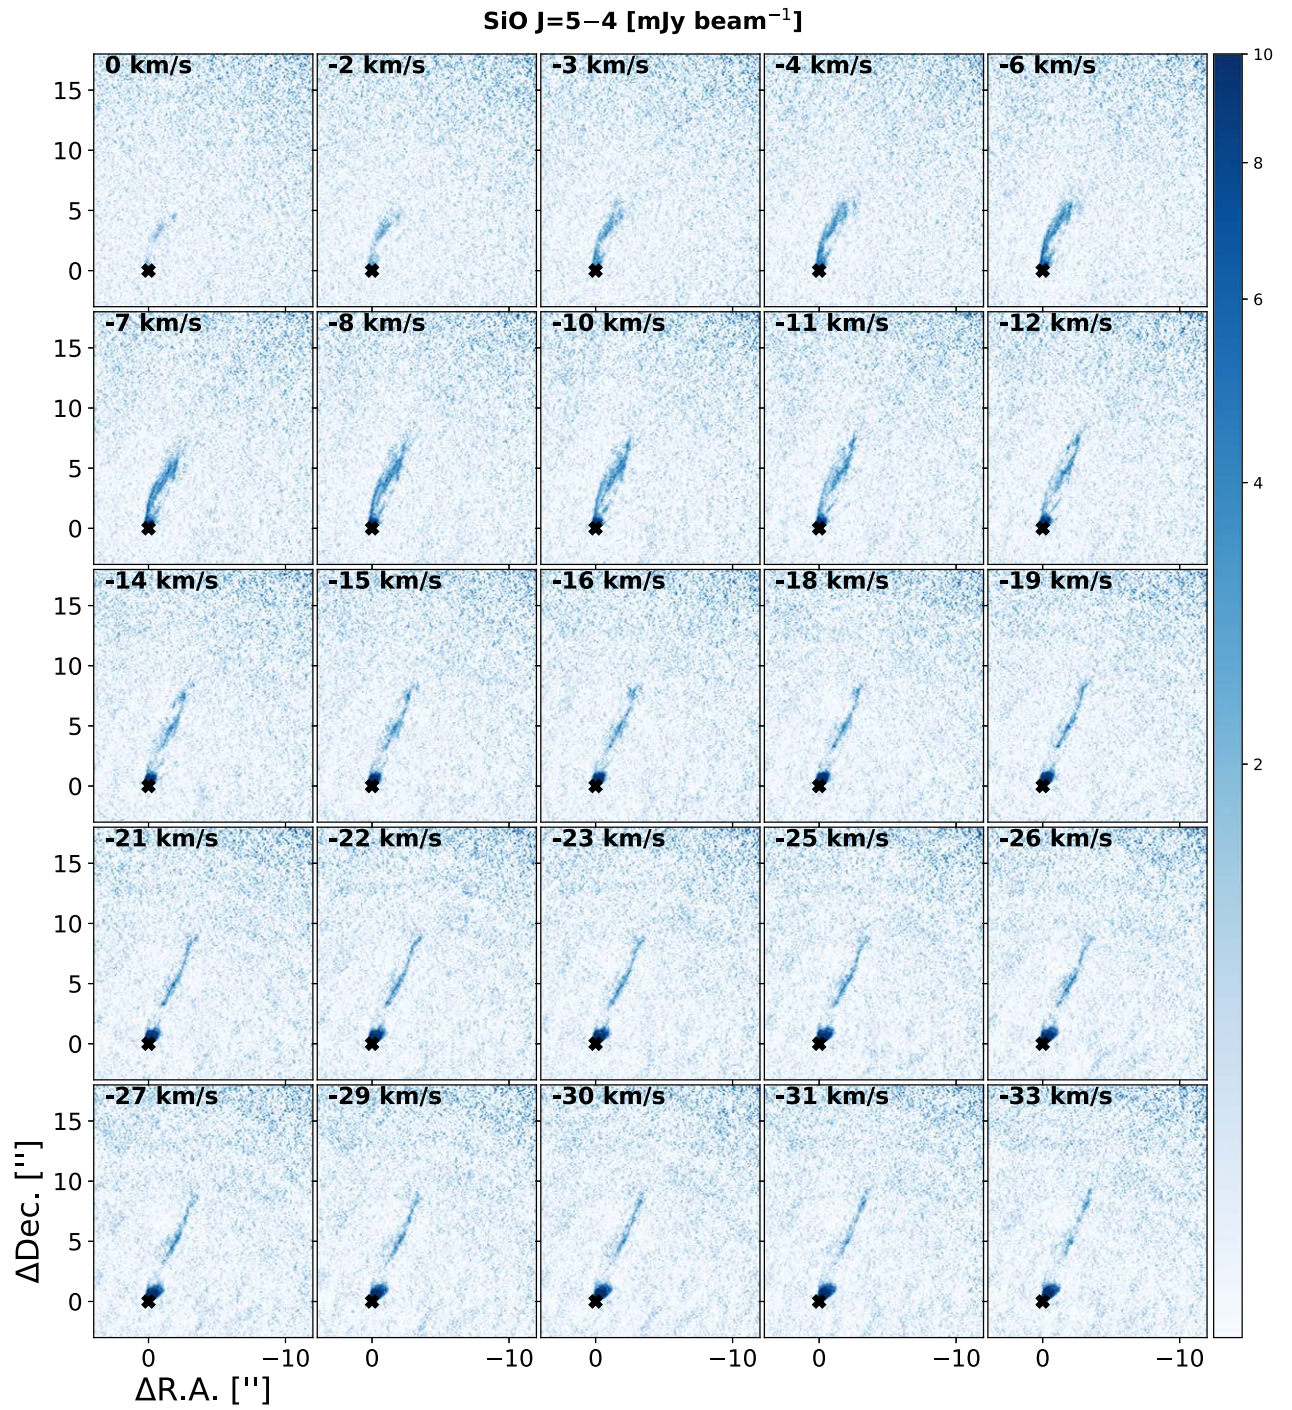 SiO J=5−4 [mJy beam⁻¹]
0 km/s -2 km/s -3 km/s -4 km/s -6 km/s
15
10
5
0
-7 km/s -8 km/s -10 km/s -11 km/s -12 km/s
15
10
5
0
-14 km/s -15 km/s -16 km/s -18 km/s -19 km/s
15
10
5
0
-21 km/s -22 km/s -23 km/s -25 km/s -26 km/s
15
10
5
0
-27 km/s -29 km/s -30 km/s -31 km/s -33 km/s
15
10
5
0
ΔDec. ['']
0 −10 0 −10 0 −10 0 −10 0 −10
ΔR.A. ['']
10
8
6
4
2